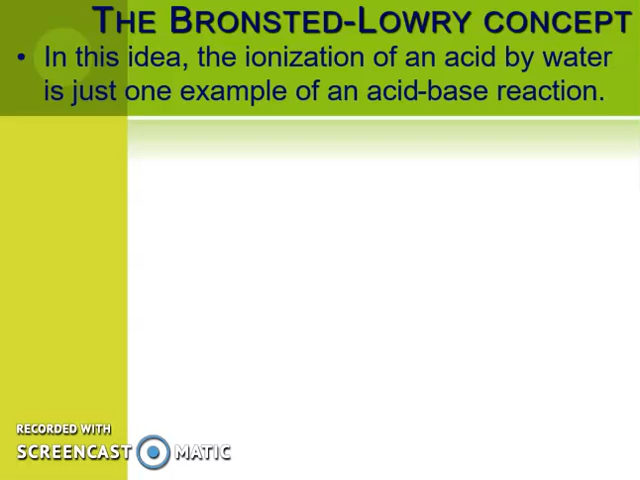 THE BRONSTED-LOWRY CONCEPT
• In this idea, the ionization of an acid by water
is just one example of an acid-base reaction.
RECORDED WITH
SCREENCAST MATIC